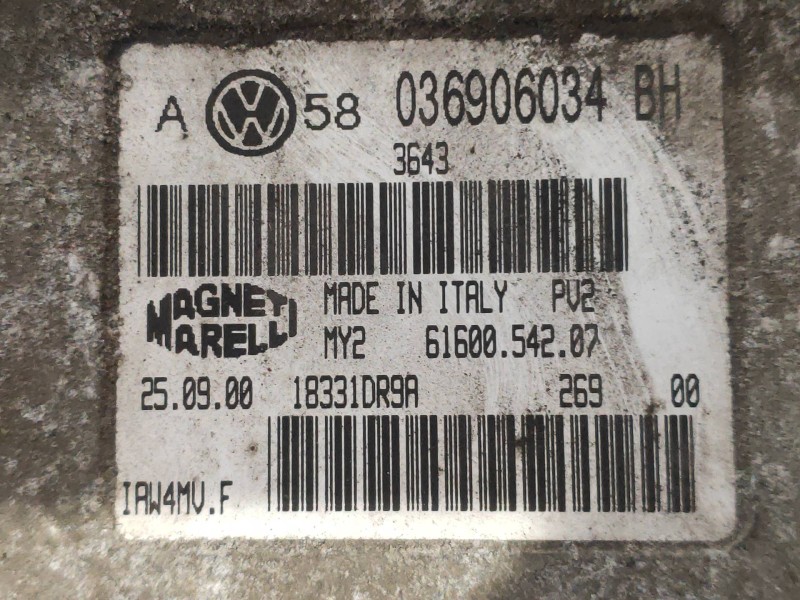 A VW 58 036906034 BH
3643
MAGNETI MARELLI
MADE IN ITALY PV2
MY2 61600.542.07
25.09.00 18331DR9A 269 00
IAW4MV.F